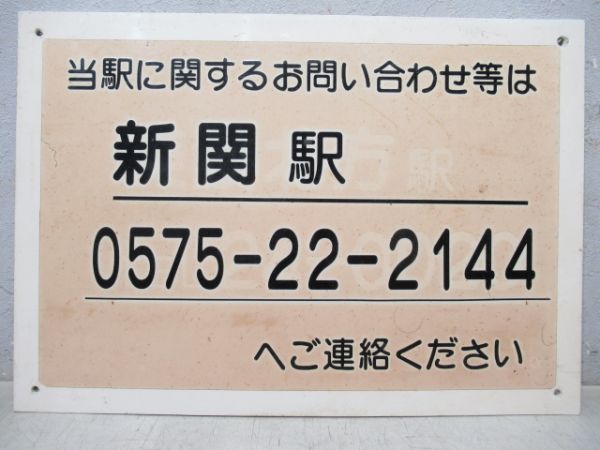 当駅に関するお問い合わせ等は
新関 駅
0575-22-2144
へご連絡ください